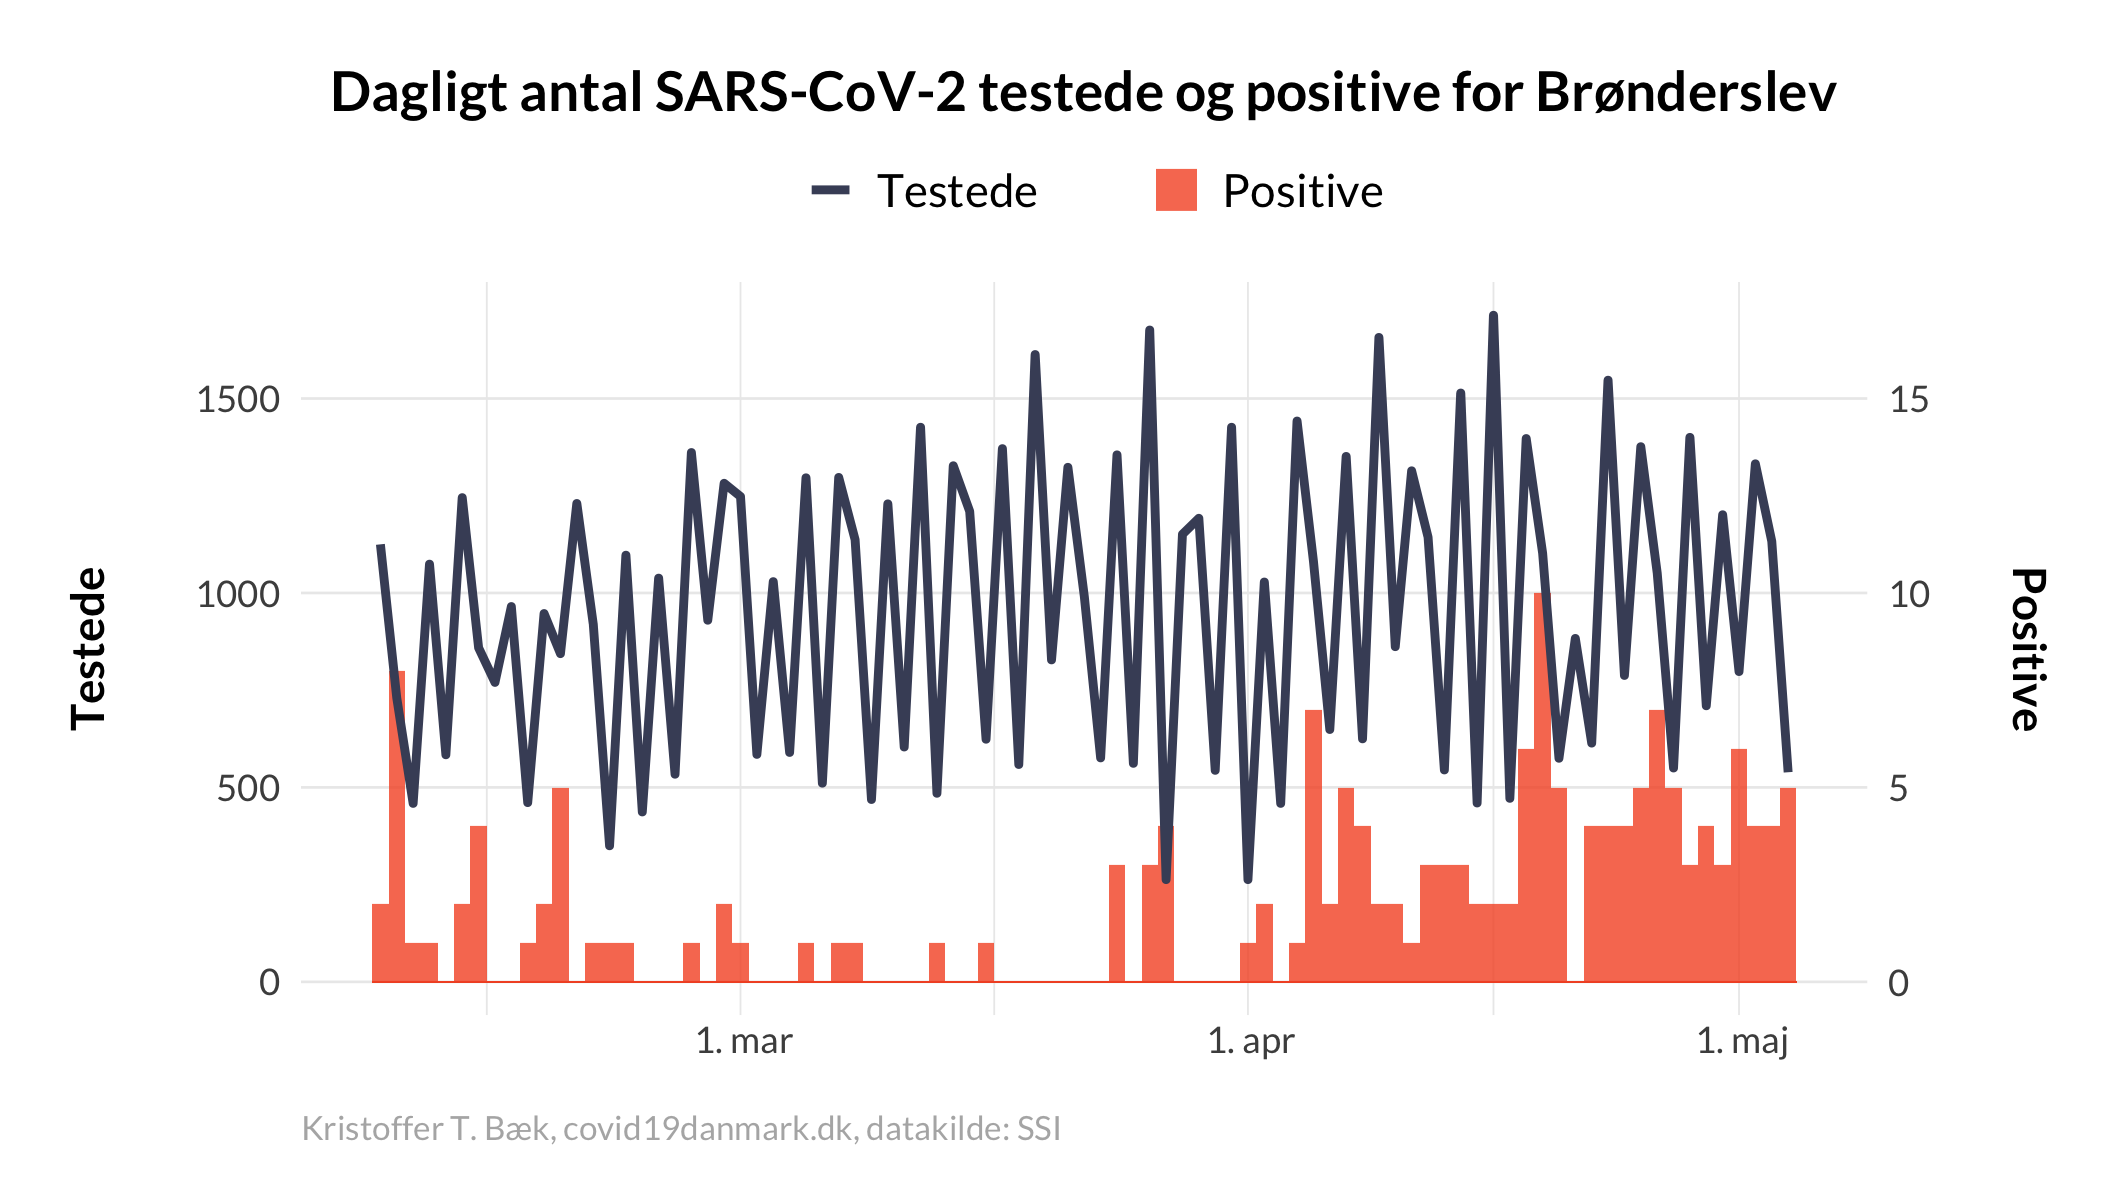 Dagligt antal SARS-CoV-2 testede og positive for Brønderslev
Testede Positive
1500 15
1000 10
500 5
0 0
Testede
Positive
1. mar 1. apr 1. maj
Kristoffer T. Bæk, covid19danmark.dk, datakilde: SSI